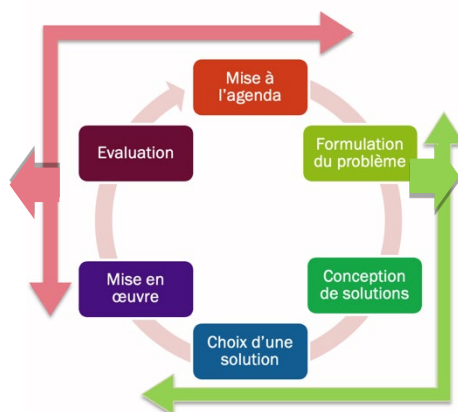 Mise à
l'agenda
Formulation
du problème
Conception
de solutions
Choix d'une
solution
Mise en
œuvre
Evaluation